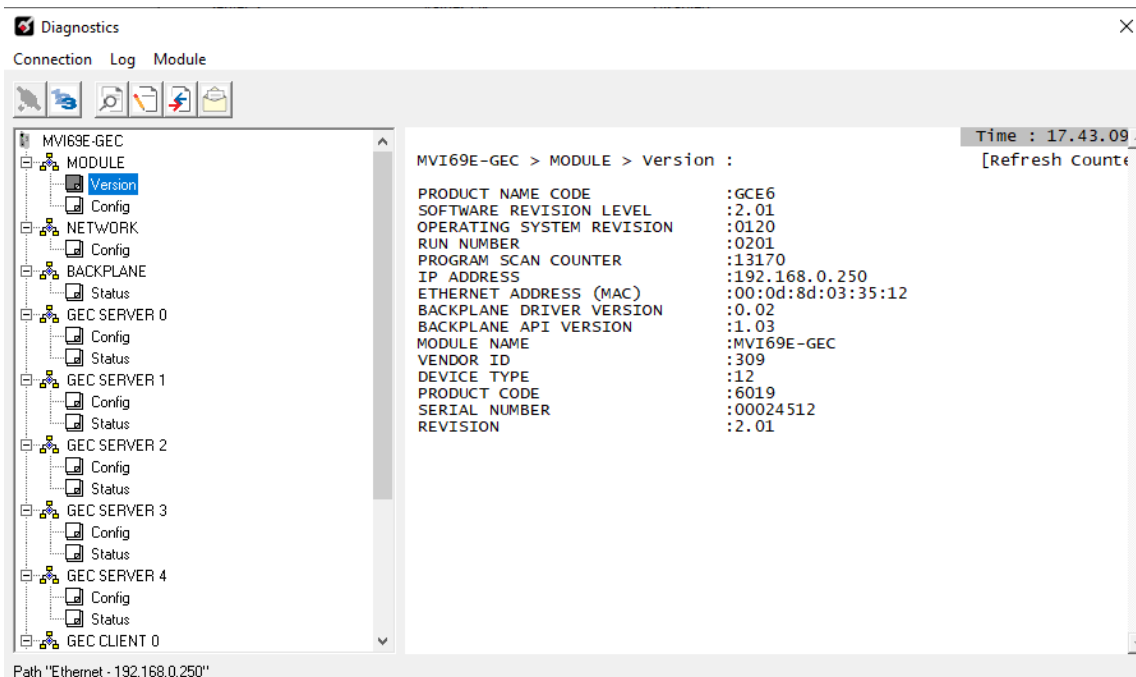 Diagnostics
Connection Log Module
MVI69E-GEC
MODULE
Version
Config
NETWORK
Config
BACKPLANE
Status
GEC SERVER 0
Config
Status
GEC SERVER 1
Config
Status
GEC SERVER 2
Config
Status
GEC SERVER 3
Config
Status
GEC SERVER 4
Config
Status
GEC CLIENT 0
Time : 17.43.09
MVI69E-GEC > MODULE > Version : [Refresh Counte
PRODUCT NAME CODE :GCE6
SOFTWARE REVISION LEVEL :2.01
OPERATING SYSTEM REVISION :0120
RUN NUMBER :0201
PROGRAM SCAN COUNTER :13170
IP ADDRESS :192.168.0.250
ETHERNET ADDRESS (MAC) :00:0d:8d:03:35:12
BACKPLANE DRIVER VERSION :0.02
BACKPLANE API VERSION :1.03
MODULE NAME :MVI69E-GEC
VENDOR ID :309
DEVICE TYPE :12
PRODUCT CODE :6019
SERIAL NUMBER :00024512
REVISION :2.01
Path "Ethernet - 192.168.0.250"